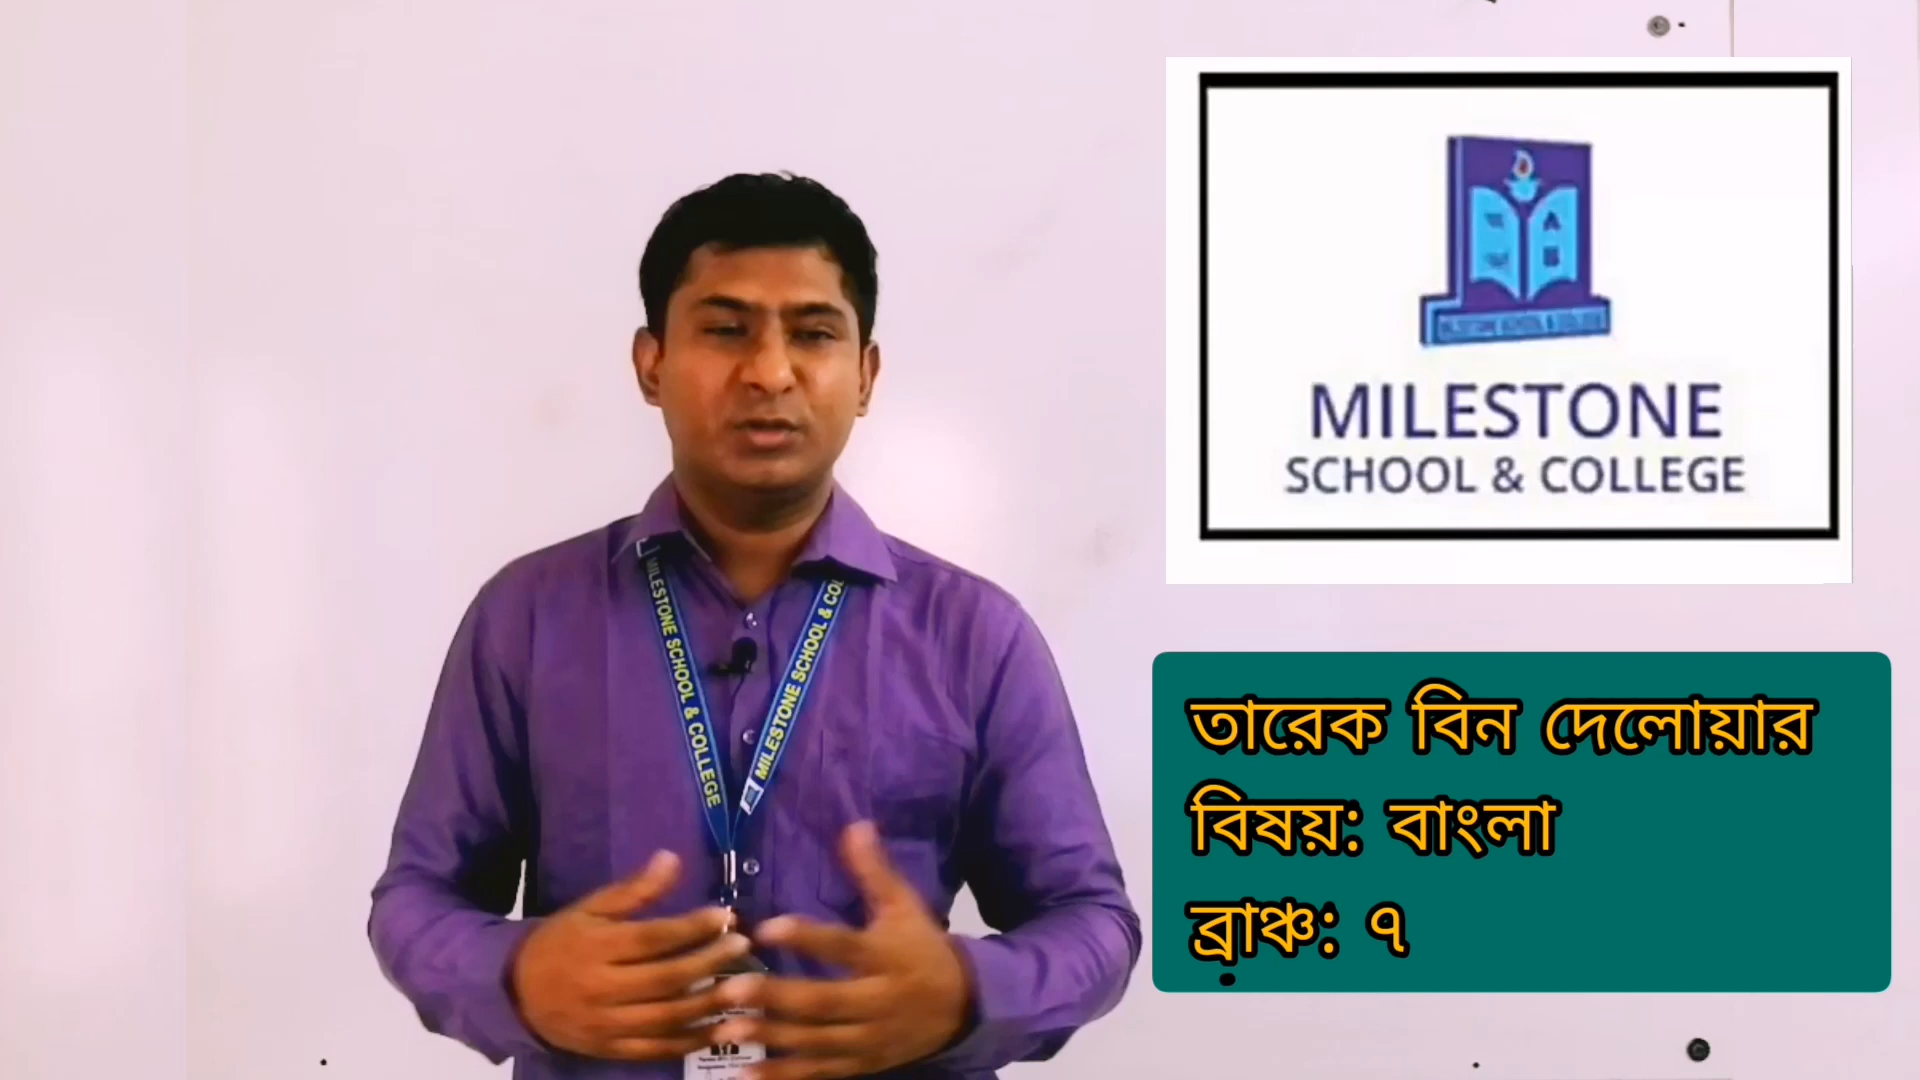 MILESTONE
SCHOOL & COLLEGE
MILESTONE SCHOOL & COLLEGE
MILESTONE SCHOOL & COL
তারেক বিন দেলোয়ার
বিষয়: বাংলা
ব্রাঞ্চ: ৭